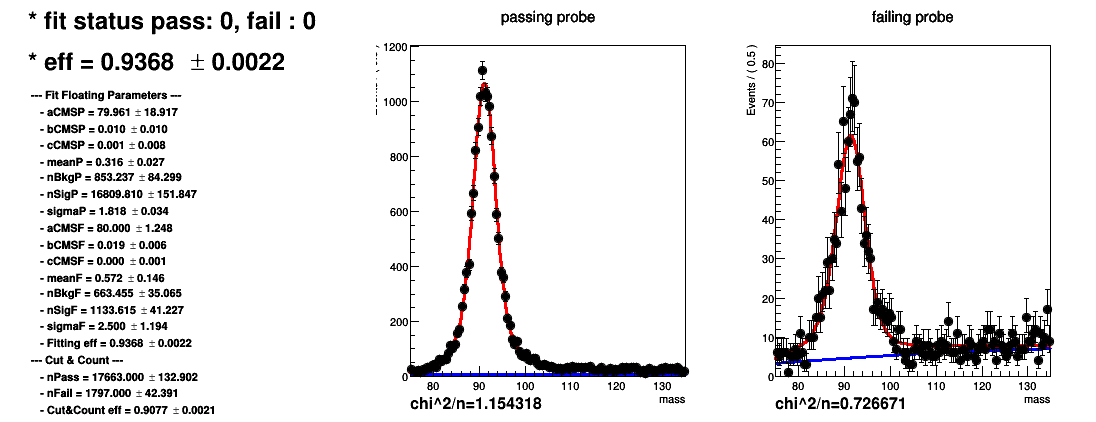 * fit status pass: 0, fail : 0
* eff = 0.9368 ± 0.0022
--- Fit Floating Parameters ---
- aCMSP = 79.961 ± 18.917
- bCMSP = 0.010 ± 0.010
- cCMSP = 0.001 ± 0.008
- meanP = 0.316 ± 0.027
- nBkgP = 853.237 ± 84.299
- nSigP = 16809.810 ± 151.847
- sigmaP = 1.818 ± 0.034
- aCMSF = 80.000 ± 1.248
- bCMSF = 0.019 ± 0.006
- cCMSF = 0.000 ± 0.001
- meanF = 0.572 ± 0.146
- nBkgF = 663.455 ± 35.065
- nSigF = 1133.615 ± 41.227
- sigmaF = 2.500 ± 1.194
- Fitting eff = 0.9368 ± 0.0022
--- Cut & Count ---
- nPass = 17663.000 ± 132.902
- nFail = 1797.000 ± 42.391
- Cut&Count eff = 0.9077 ± 0.0021
passing probe
1200
1000
800
600
400
200
0
80 90 100 110 120 130
mass
chi^2/n=1.154318
failing probe
Events / ( 0.5 )
80
70
60
50
40
30
20
10
0
80 90 100 110 120 130
mass
chi^2/n=0.726671